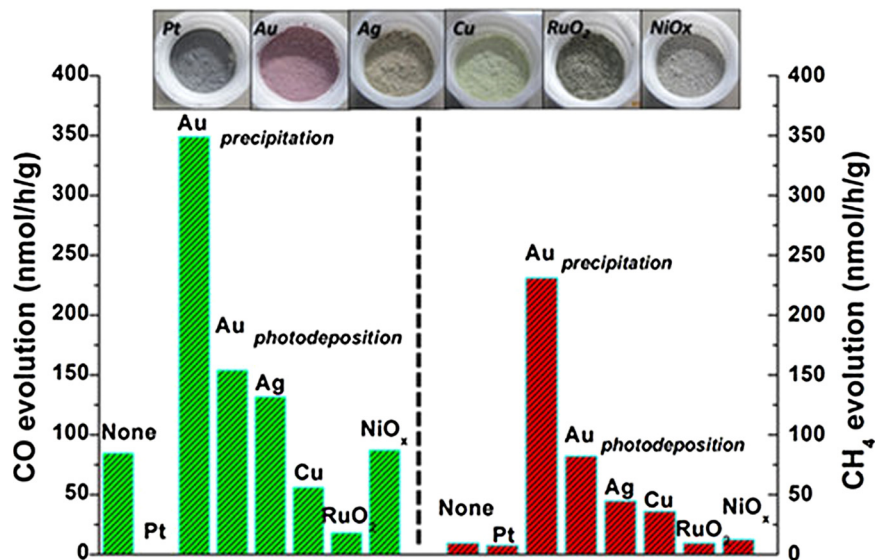 Pt Au Ag Cu RuO2 NiOx
CO evolution (nmol/h/g)
400
350
300
250
200
150
100
50
0
None
Pt
Au
precipitation
Au
photodeposition
Ag
Cu
RuO2
NiOx
None
Pt
Au
precipitation
Au
photodeposition
Ag
Cu
RuO2
NiOx
400
350
300
250
200
150
100
50
0
CH4 evolution (nmol/h/g)